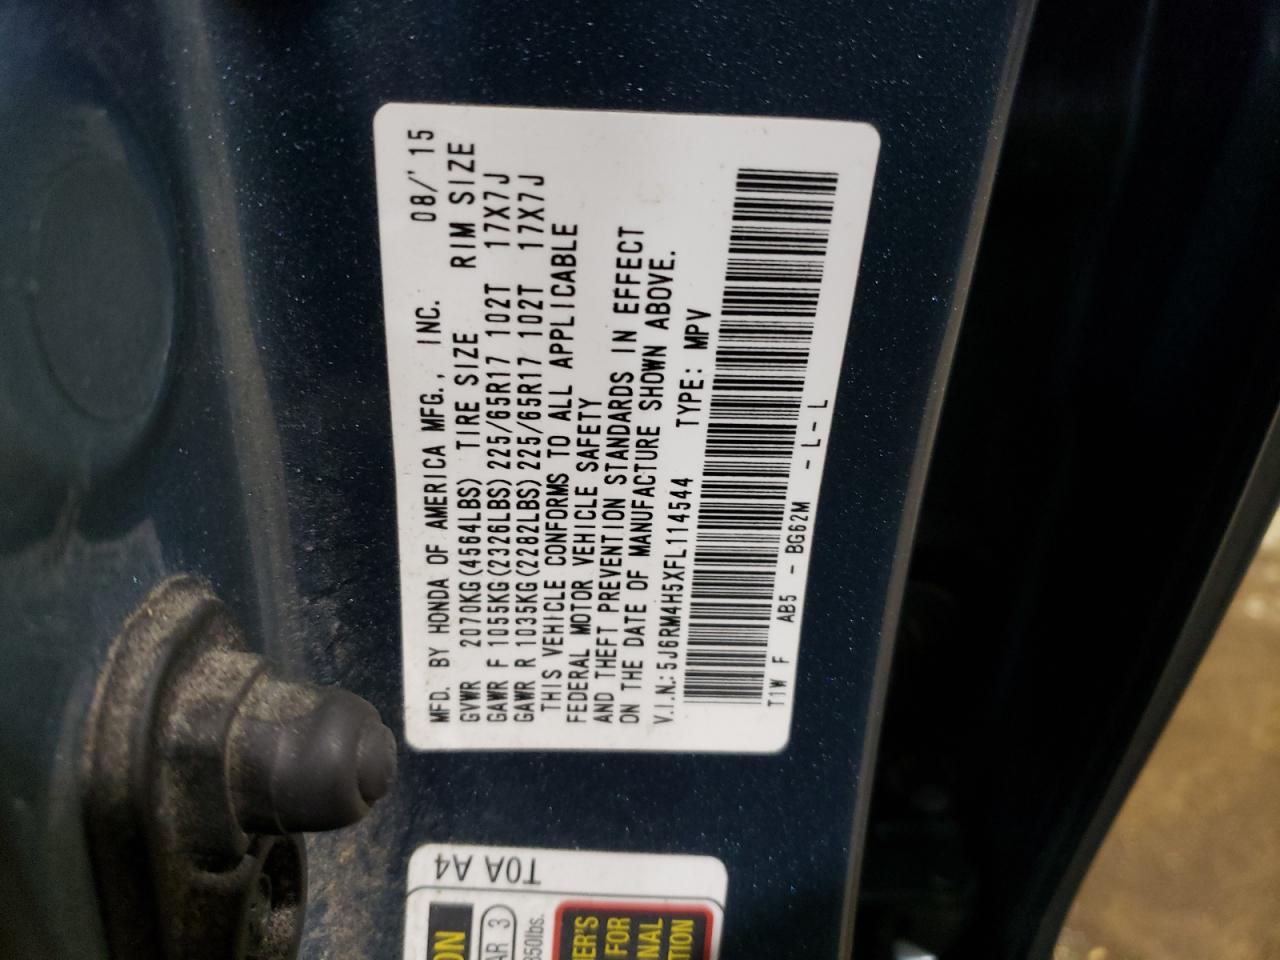 MFD. BY HONDA OF AMERICA MFG., INC. 08/'15
GVWR 2070KG(4564LBS) TIRE SIZE RIM SIZE
GAWR F 1055KG(2326LBS)225/65R17 102T 17X7J
GAWR R 1035KG(2282LBS)225/65R17 102T 17X7J
THIS VEHICLE CONFORMS TO ALL APPLICABLE
FEDERAL MOTOR VEHICLE SAFETY
AND THEFT PREVENTION STANDARDS IN EFFECT
ON THE DATE OF MANUFACTURE SHOWN ABOVE.
V.I.N.:5J6RM4H5XFL114544 TYPE: MPV
T1W F AB5 - BG62M - L - L
T0A A4